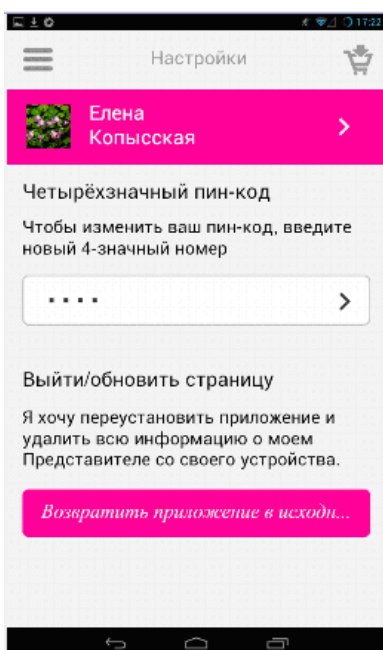 17:22
Настройки
Елена
Копысская
Четырёхзначный пин-код
Чтобы изменить ваш пин-код, введите
новый 4-значный номер
Выйти/обновить страницу
Я хочу переустановить приложение и
удалить всю информацию о моем
Представителе со своего устройства.
Возвратить приложение в исходн...